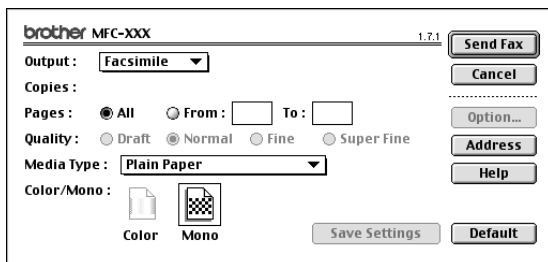 brother MFC-XXX 1.7.1 Send Fax
Output : Facsimile Cancel
Copies :
Pages : All From : To : Option...
Quality : Draft Normal Fine Super Fine
Address
Media Type : Plain Paper Help
Color/Mono :
Color Mono Save Settings Default